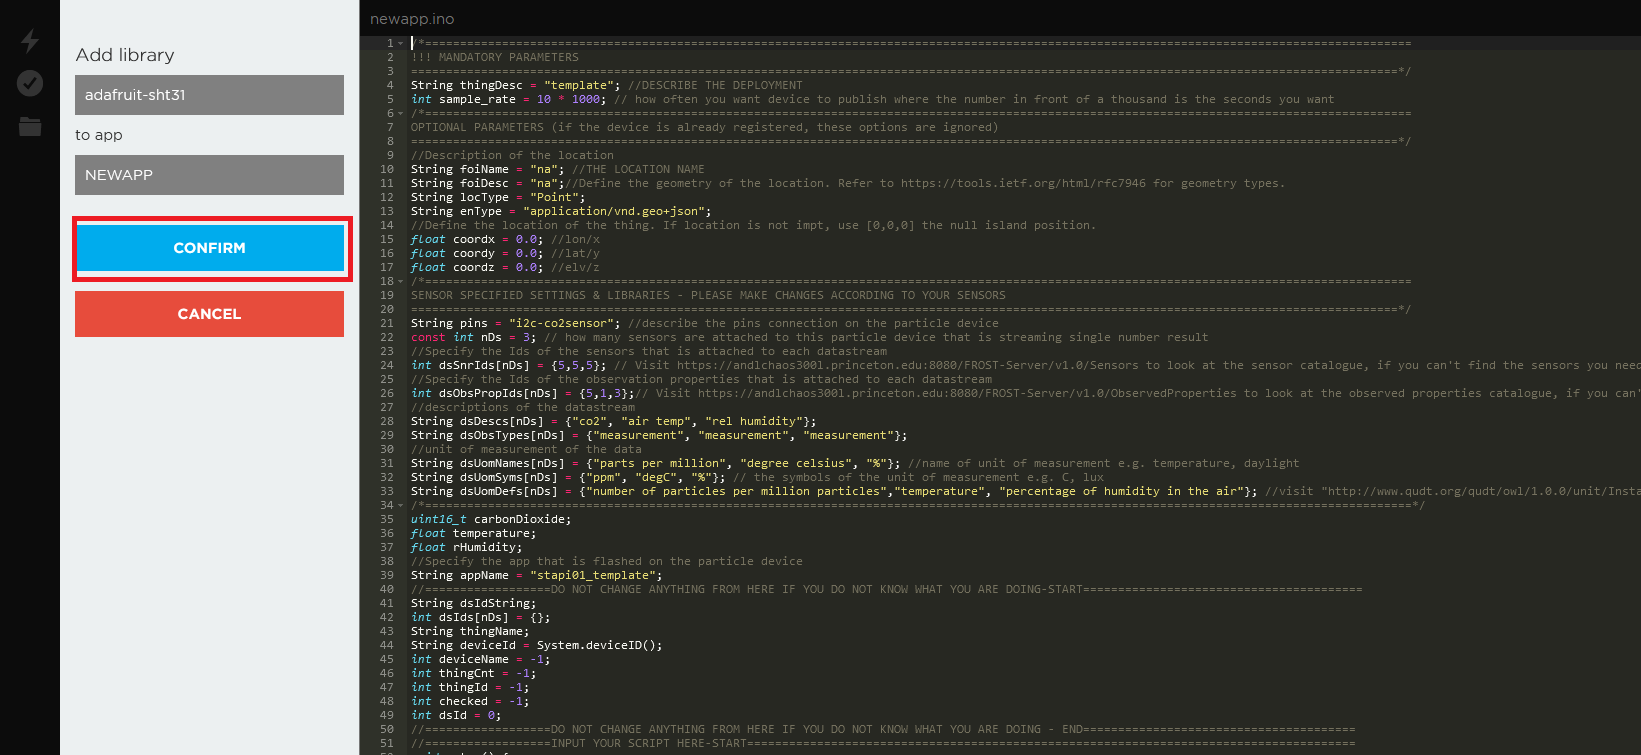 Add library
adafruit-sht31
to app
NEWAPP
CONFIRM
CANCEL
newapp.ino
1 /*=============================================================================================================================================
2 !!! MANDATORY PARAMETERS
3 =============================================================================================================================================*/
4 String thingDesc = "template"; //DESCRIBE THE DEPLOYMENT
5 int sample_rate = 10 * 1000; // how often you want device to publish where the number in front of a thousand is the seconds you want
6 /*=============================================================================================================================================
7 OPTIONAL PARAMETERS (if the device is already registered, these options are ignored)
8 =============================================================================================================================================*/
9 //Description of the location
10 String foiName = "na"; //THE LOCATION NAME
11 String foiDesc = "na";//Define the geometry of the location. Refer to https://tools.ietf.org/html/rfc7946 for geometry types.
12 String locType = "Point";
13 String enType = "application/vnd.geo+json";
14 //Define the location of the thing. If location is not impt, use [0,0,0] the null island position.
15 float coordx = 0.0; //lon/x
16 float coordy = 0.0; //lat/y
17 float coordz = 0.0; //elv/z
18 /*=============================================================================================================================================
19 SENSOR SPECIFIED SETTINGS & LIBRARIES - PLEASE MAKE CHANGES ACCORDING TO YOUR SENSORS
20 =============================================================================================================================================*/
21 String pins = "i2c-co2sensor"; //describe the pins connection on the particle device
22 const int nDs = 3; // how many sensors are attached to this particle device that is streaming single number result
23 //Specify the Ids of the sensors that is attached to each datastream
24 int dsSnrIds[nDs] = {5,5,5}; // Visit https://andlchaos300l.princeton.edu:8080/FROST-Server/v1.0/Sensors to look at the sensor catalogue, if you can't find the sensors you need
25 //Specify the Ids of the observation properties that is attached to each datastream
26 int dsObsPropIds[nDs] = {5,1,3};// Visit https://andlchaos300l.princeton.edu:8080/FROST-Server/v1.0/ObservedProperties to look at the observed properties catalogue, if you can'
27 //descriptions of the datastream
28 String dsDescs[nDs] = {"co2", "air temp", "rel humidity"};
29 String dsObsTypes[nDs] = {"measurement", "measurement", "measurement"};
30 //unit of measurement of the data
31 String dsUomNames[nDs] = {"parts per million", "degree celsius", "%"}; //name of unit of measurement e.g. temperature, daylight
32 String dsUomSyms[nDs] = {"ppm", "degC", "%"}; // the symbols of the unit of measurement e.g. C, lux
33 String dsUomDefs[nDs] = {"number of particles per million particles","temperature", "percentage of humidity in the air"}; //visit "http://www.qudt.org/qudt/owl/1.0.0/unit/Insta
34 /*=============================================================================================================================================*/
35 uint16_t carbonDioxide;
36 float temperature;
37 float rHumidity;
38 //Specify the app that is flashed on the particle device
39 String appName = "stapi01_template";
40 //==================DO NOT CHANGE ANYTHING FROM HERE IF YOU DO NOT KNOW WHAT YOU ARE DOING-START========================================
41 String dsIdString;
42 int dsIds[nDs] = {};
43 String thingName;
44 String deviceId = System.deviceID();
45 int deviceName = -1;
46 int thingCnt = -1;
47 int thingId = -1;
48 int checked = -1;
49 int dsId = 0;
50 //==================DO NOT CHANGE ANYTHING FROM HERE IF YOU DO NOT KNOW WHAT YOU ARE DOING - END=======================================
51 //==================INPUT YOUR SCRIPT HERE-START=======================================================================================